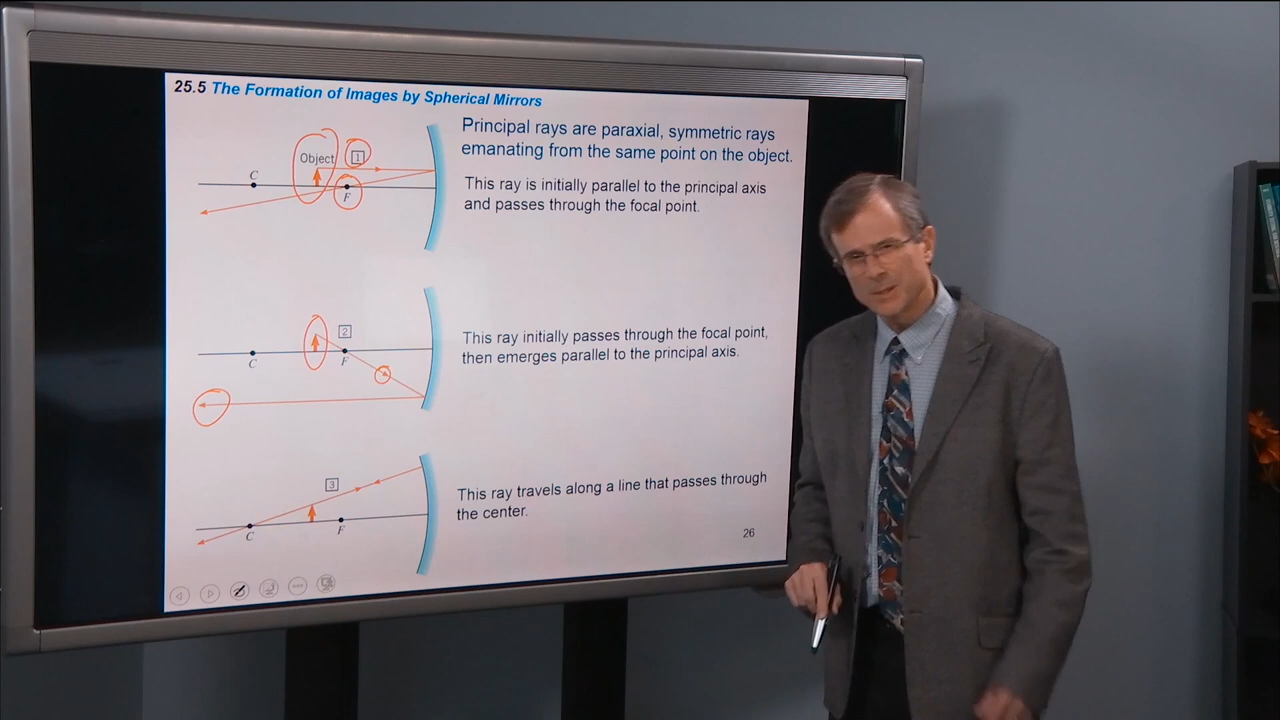 25.5 The Formation of Images by Spherical Mirrors
Principal rays are paraxial, symmetric rays
emanating from the same point on the object.
Object 1
C
F
This ray is initially parallel to the principal axis
and passes through the focal point.
2
C
F
This ray initially passes through the focal point,
then emerges parallel to the principal axis.
3
C
F
This ray travels along a line that passes through
the center.
26